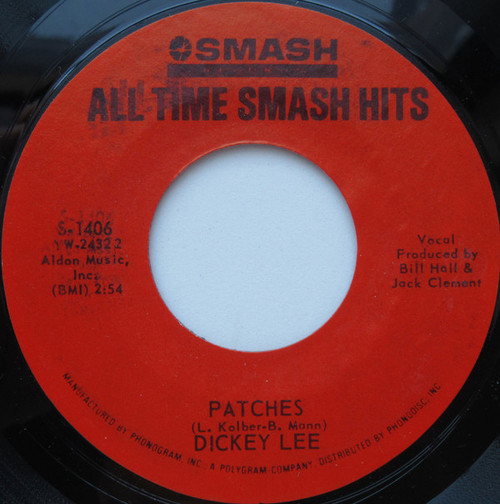 SMASH
ALL TIME SMASH HITS
S-1406
YW-24322
Aldon Music,
Inc.
(BMI) 2:54
Vocal
Produced by
Bill Hall &
Jack Clement
PATCHES
(L. Kolber-B. Mann)
DICKEY LEE
MANUFACTURED BY PHONOGRAM INC. A POLYGRAM COMPANY DISTRIBUTED BY PHONODISC, INC.